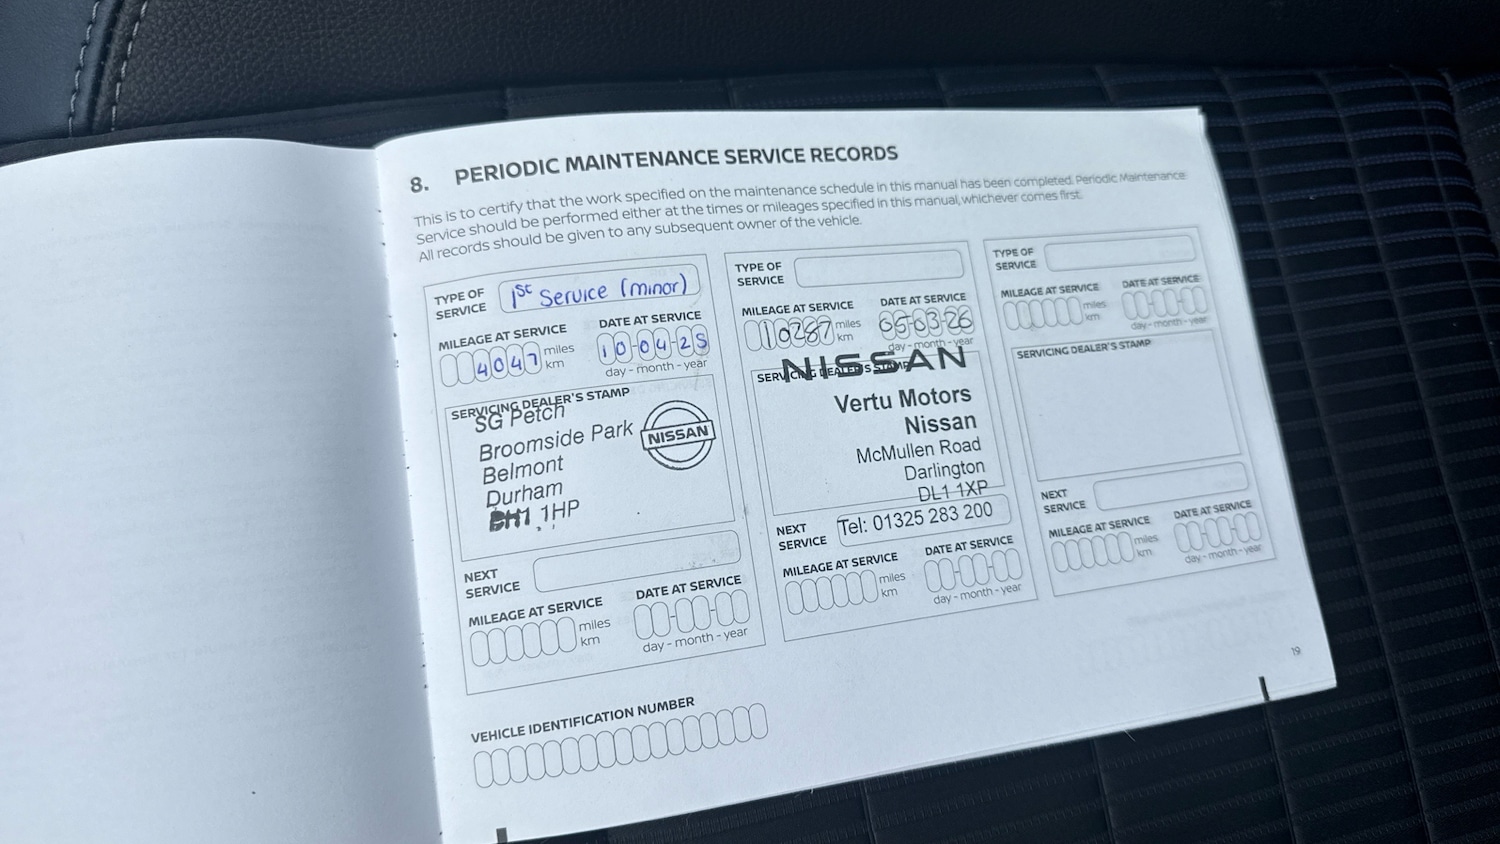 8. PERIODIC MAINTENANCE SERVICE RECORDS
This is to certify that the work specified on the maintenance schedule in this manual has been completed. Periodic Maintenance
Service should be performed either at the times or mileages specified in this manual, whichever comes first.
All records should be given to any subsequent owner of the vehicle.
TYPE OF SERVICE
1st Service (minor)
MILEAGE AT SERVICE
4047 miles
km
DATE AT SERVICE
10-04-25
day - month - year
SERVICING DEALER'S STAMP
SG Petch
Broomside Park
Belmont
Durham
DH1 1HP
NISSAN
NEXT SERVICE
MILEAGE AT SERVICE
miles
km
DATE AT SERVICE
day - month - year
TYPE OF SERVICE
MILEAGE AT SERVICE
10287 miles
km
DATE AT SERVICE
05-03-26
day - month - year
SERVICING DEALER'S STAMP
NISSAN
Vertu Motors
Nissan
McMullen Road
Darlington
DL1 1XP
Tel: 01325 283 200
NEXT SERVICE
MILEAGE AT SERVICE
miles
km
DATE AT SERVICE
day - month - year
TYPE OF SERVICE
MILEAGE AT SERVICE
miles
km
DATE AT SERVICE
day - month - year
SERVICING DEALER'S STAMP
NEXT SERVICE
MILEAGE AT SERVICE
miles
km
DATE AT SERVICE
day - month - year
VEHICLE IDENTIFICATION NUMBER
19